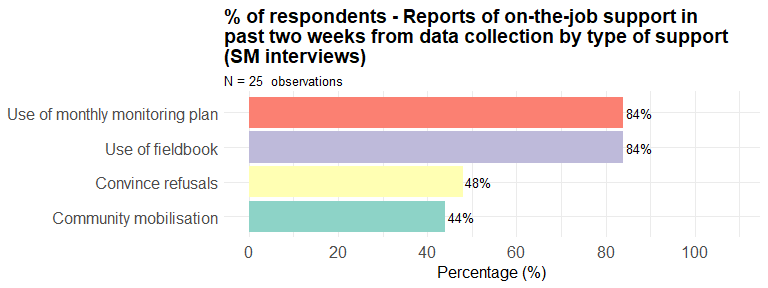 % of respondents - Reports of on-the-job support in
past two weeks from data collection by type of support
(SM interviews)
N = 25  observations
Use of monthly monitoring plan
84%
Use of fieldbook
84%
Convince refusals
48%
Community mobilisation
44%
0 20 40 60 80 100
Percentage (%)